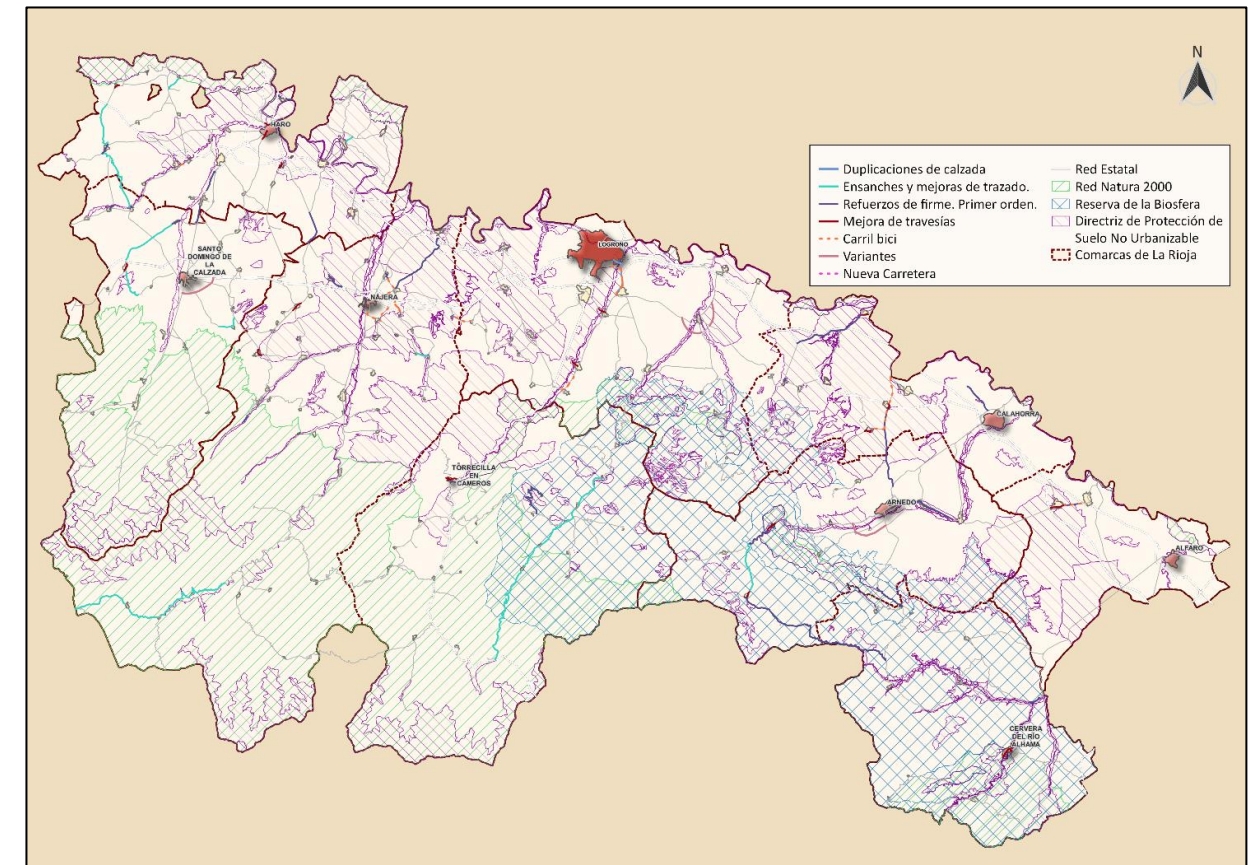 N
Duplicaciones de calzada
Ensanches y mejoras de trazado.
Refuerzos de firme. Primer orden.
Mejora de travesías
Carril bici
Variantes
Nueva Carretera
Red Estatal
Red Natura 2000
Reserva de la Biosfera
Directriz de Protección de
Suelo No Urbanizable
Comarcas de La Rioja
HARO
SANTO
DOMINGO DE
LA
CALZADA
NÁJERA
LOGROÑO
TORRECILLA
EN
CAMEROS
CALAHORRA
ARNEDO
ALFARO
CERVERA
DEL RÍO
ALHAMA